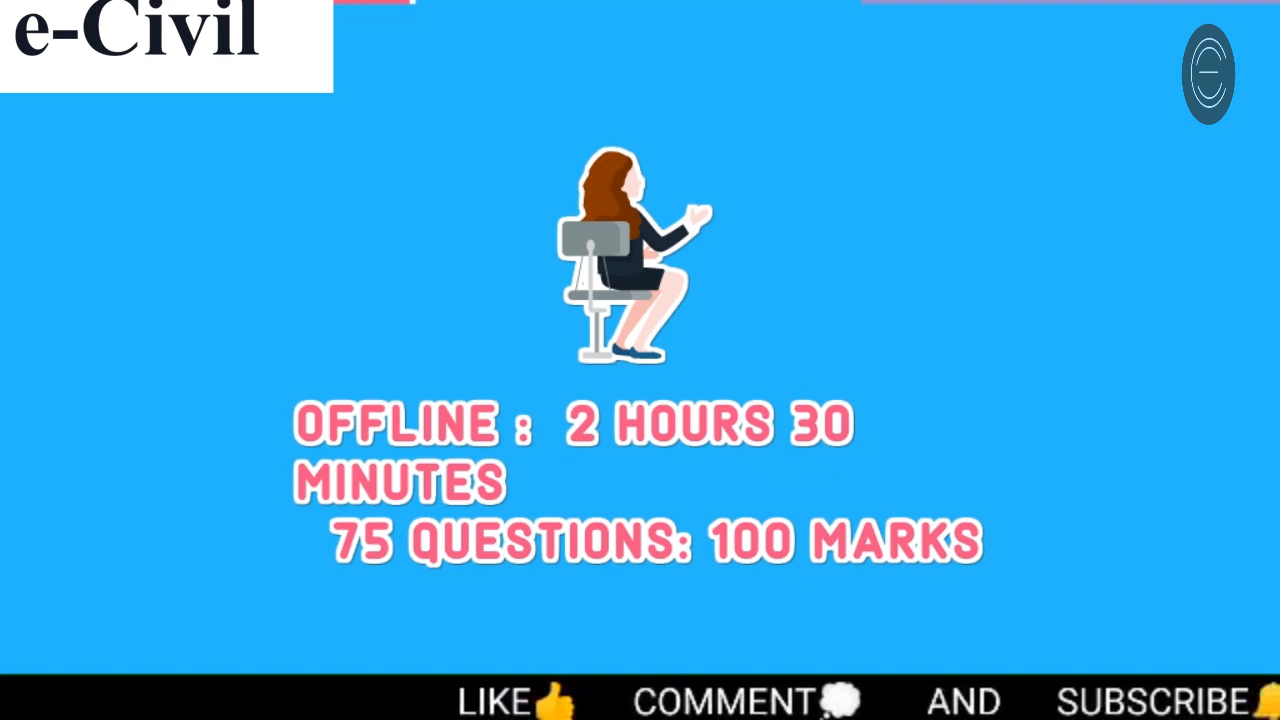 e-Civil
OFFLINE : 2 HOURS 30
MINUTES
75 QUESTIONS: 100 MARKS
LIKE👍 COMMENT💭 AND SUBSCRIBE🔔